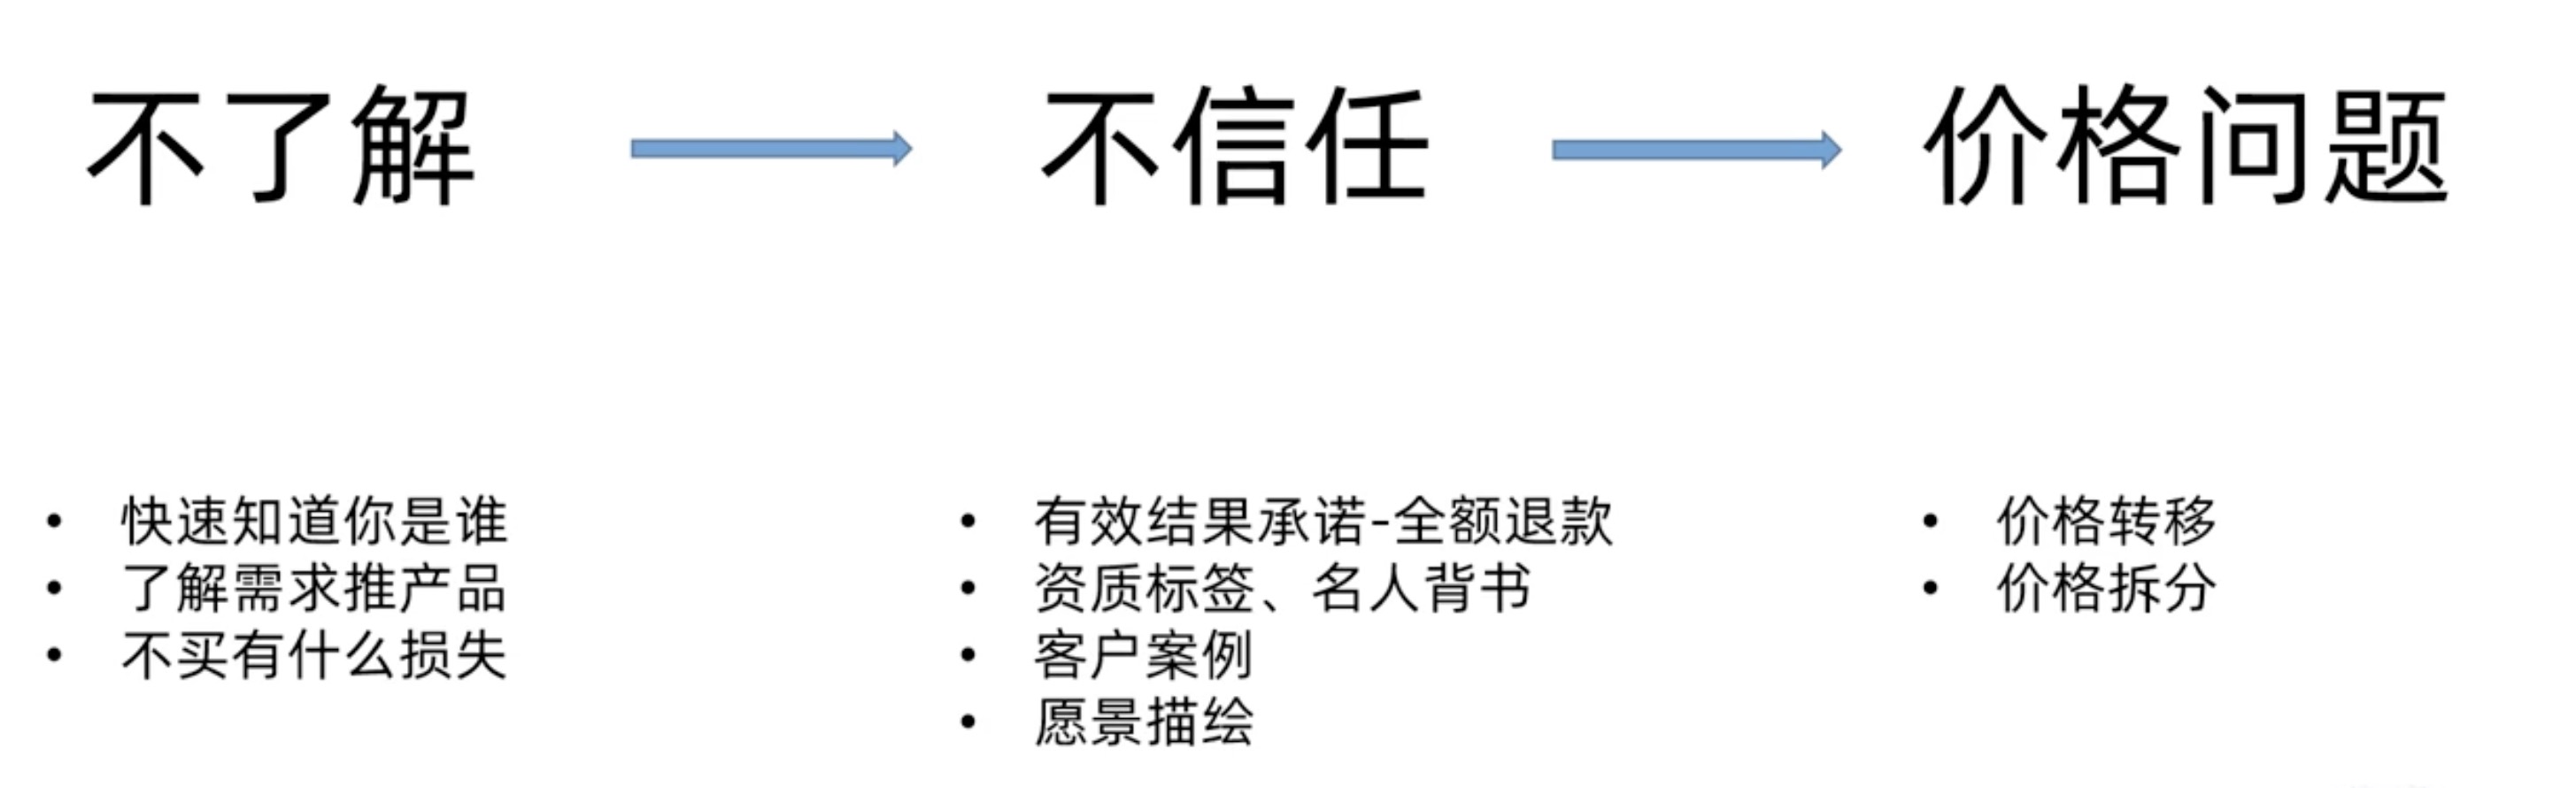 不了解
不信任
价格问题
• 快速知道你是谁
• 了解需求推产品
• 不买有什么损失
• 有效结果承诺-全额退款
• 资质标签、名人背书
• 客户案例
• 愿景描绘
• 价格转移
• 价格拆分